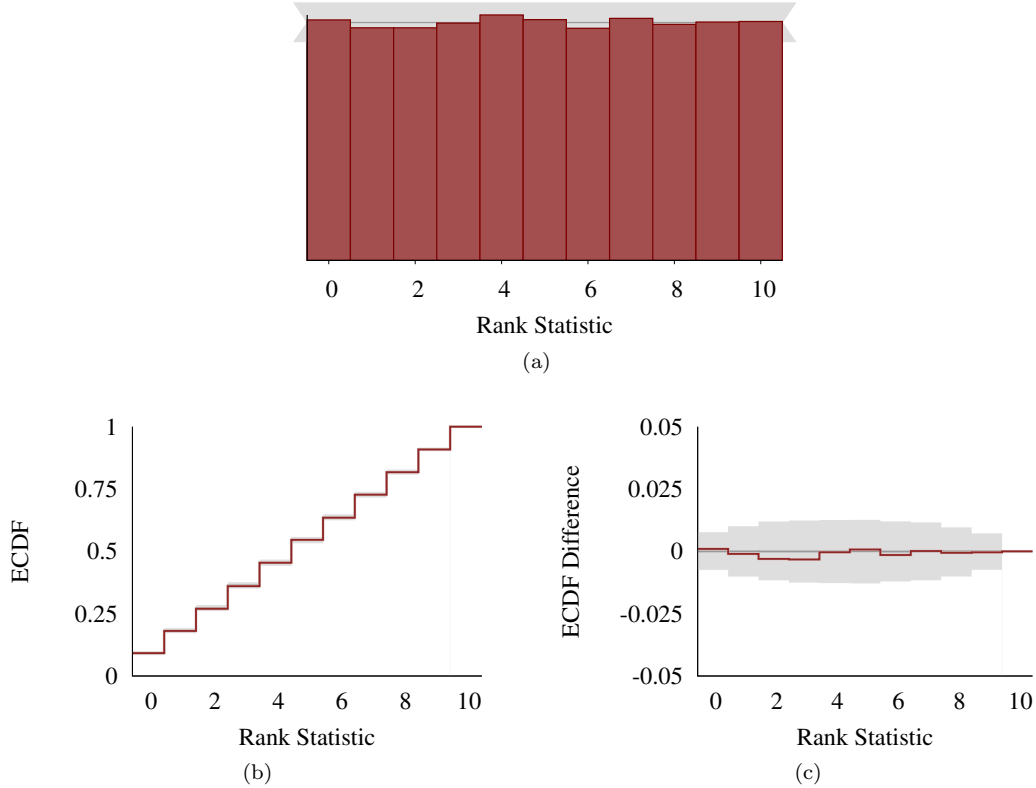 0 2 4 6 8 10
Rank Statistic
(a)
1
0.75
0.5
0.25
0
ECDF
0 2 4 6 8 10
Rank Statistic
(b)
0.05
0.025
0
-0.025
-0.05
ECDF Difference
0 2 4 6 8 10
Rank Statistic
(c)